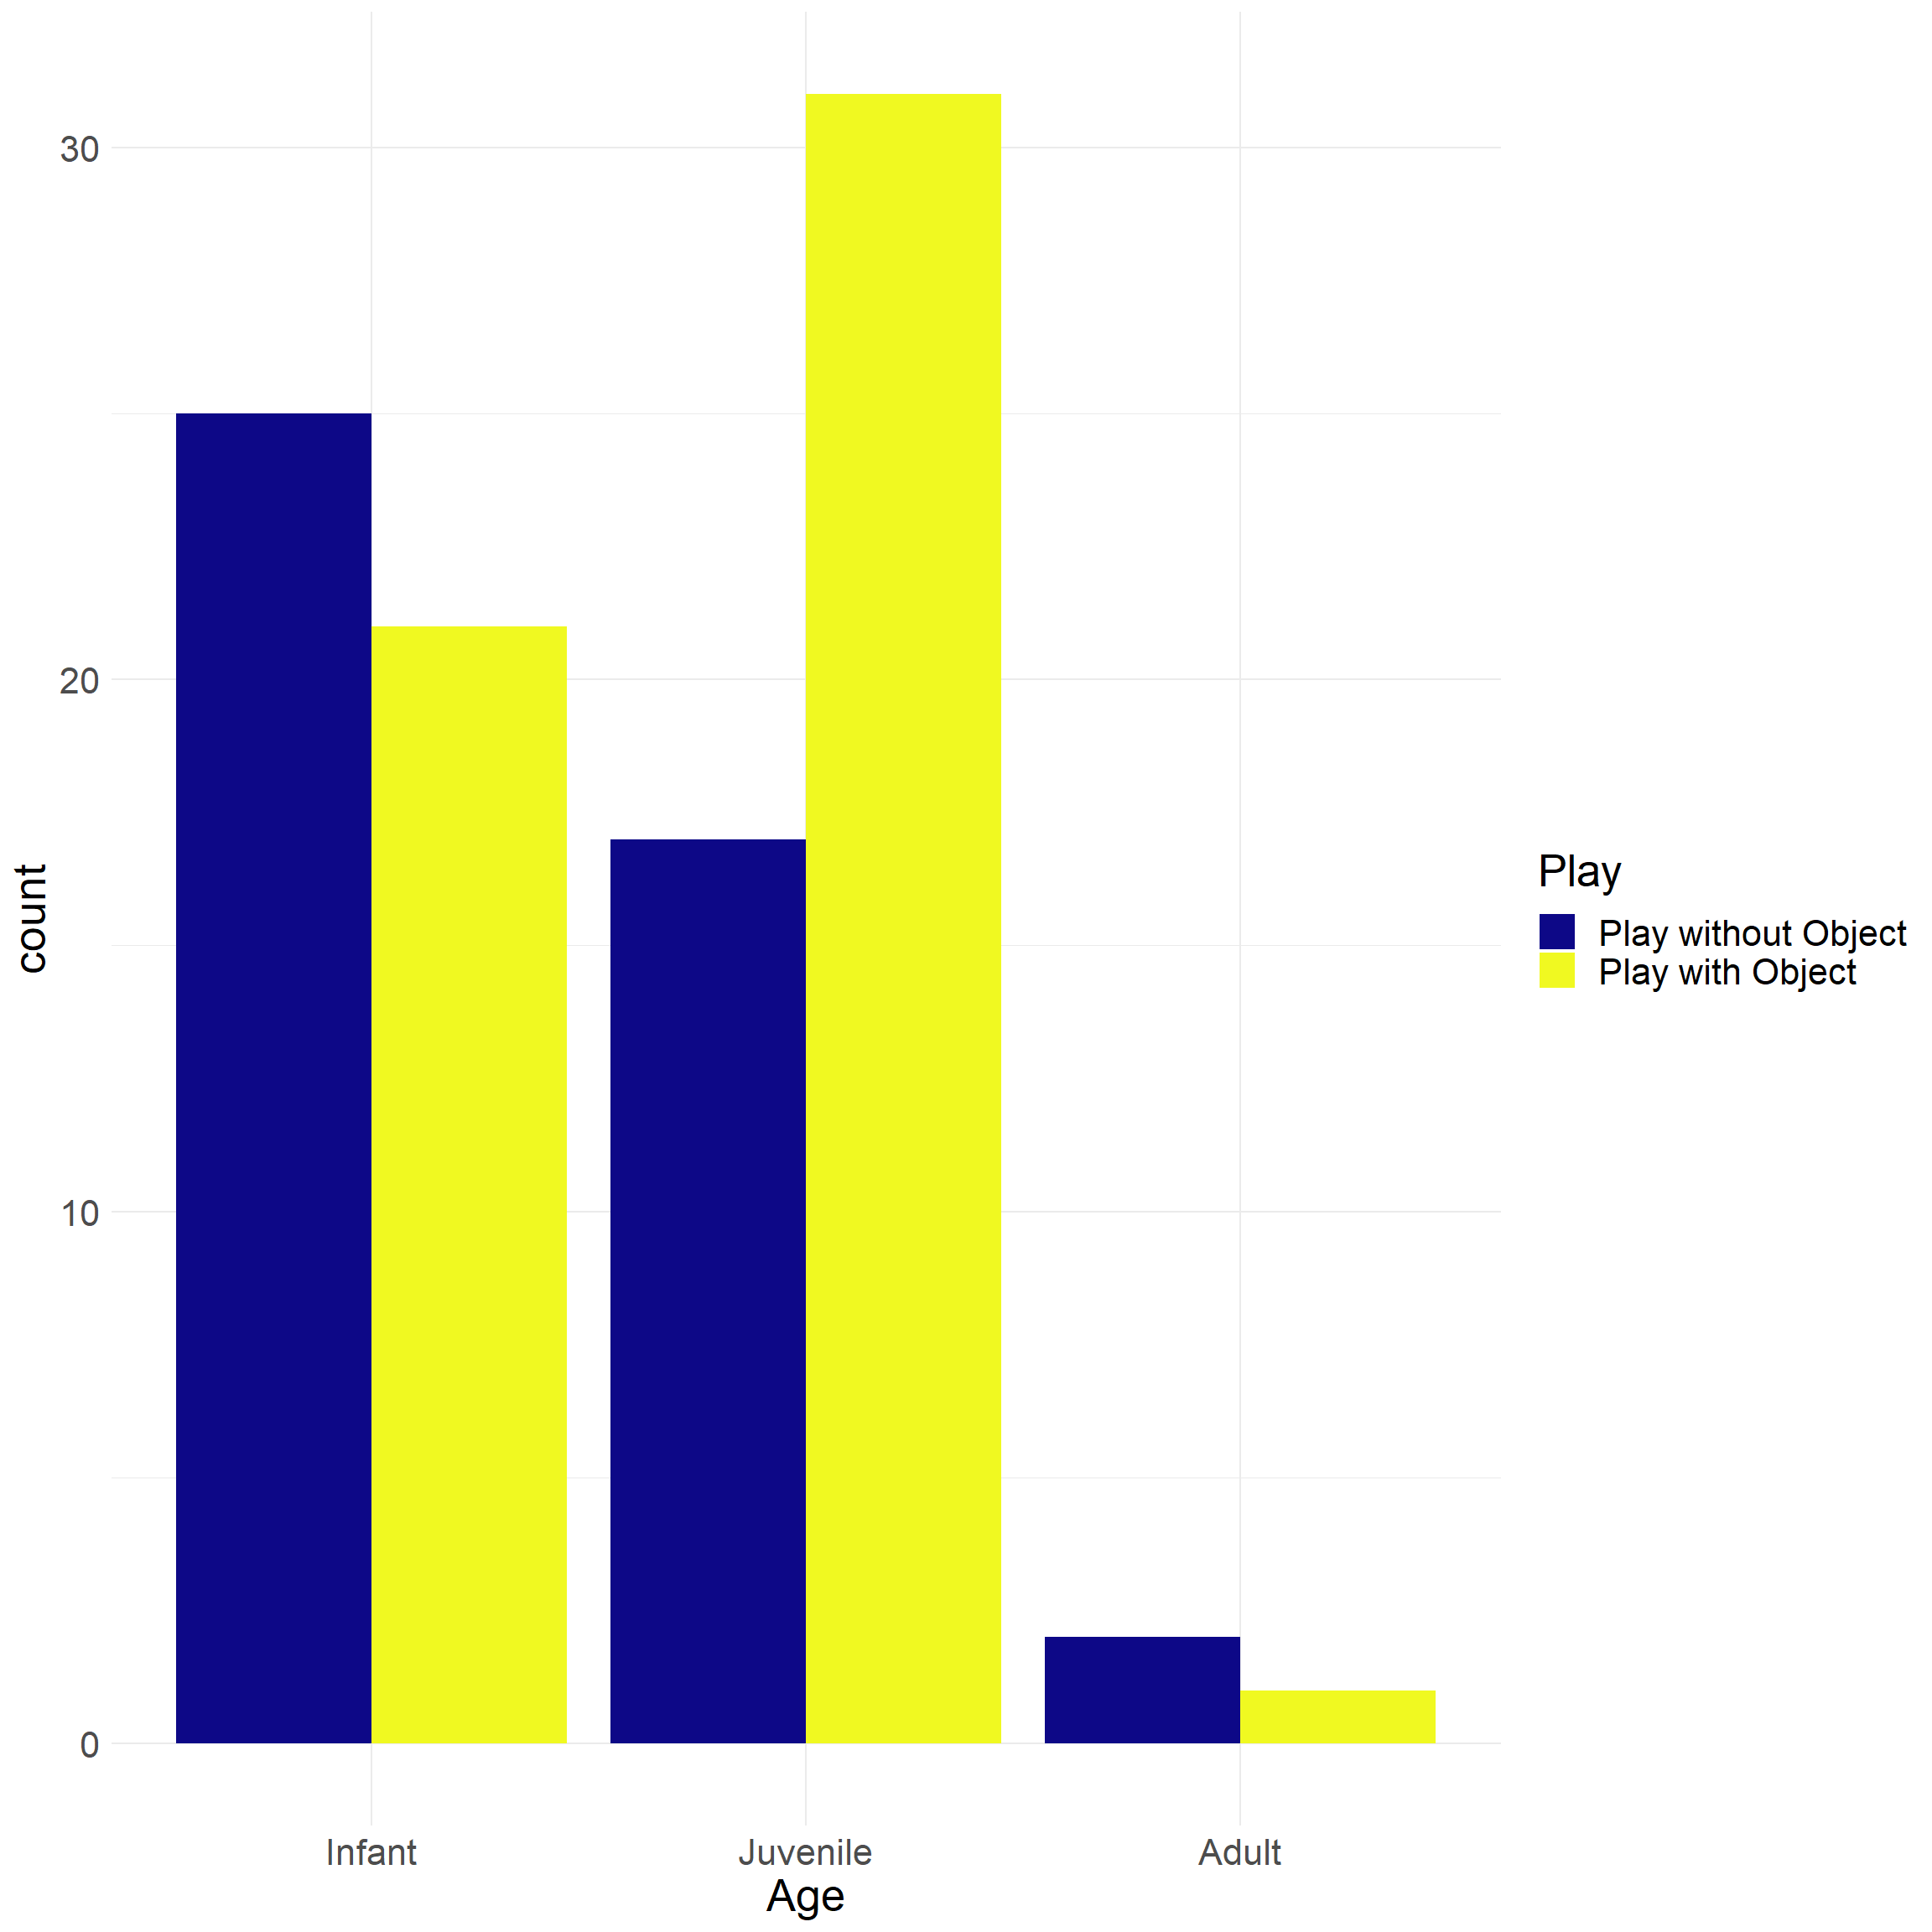 count
30
20
10
0
Infant
Juvenile
Adult
Age
Play
Play without Object
Play with Object